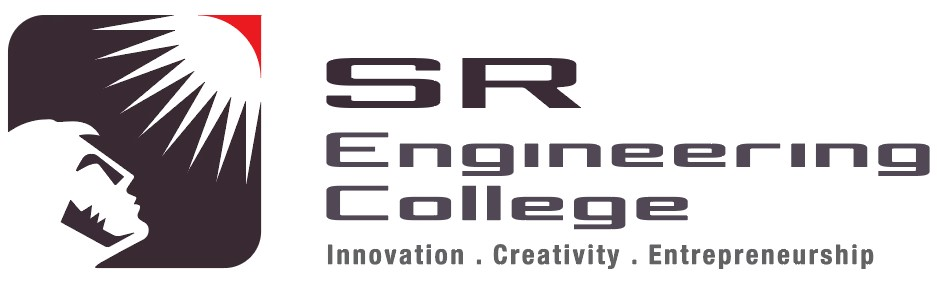 SR
Engineering
College
Innovation . Creativity . Entrepreneurship